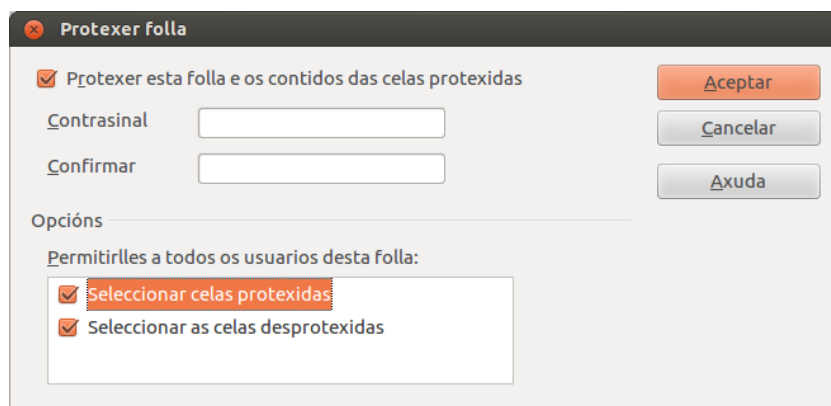 Protexer folla
Protexer esta folla e os contidos das celas protexidas
Aceptar
Contrasinal
Cancelar
Confirmar
Axuda
Opcións
Permitirlles a todos os usuarios desta folla:
Seleccionar celas protexidas
Seleccionar as celas desprotexidas